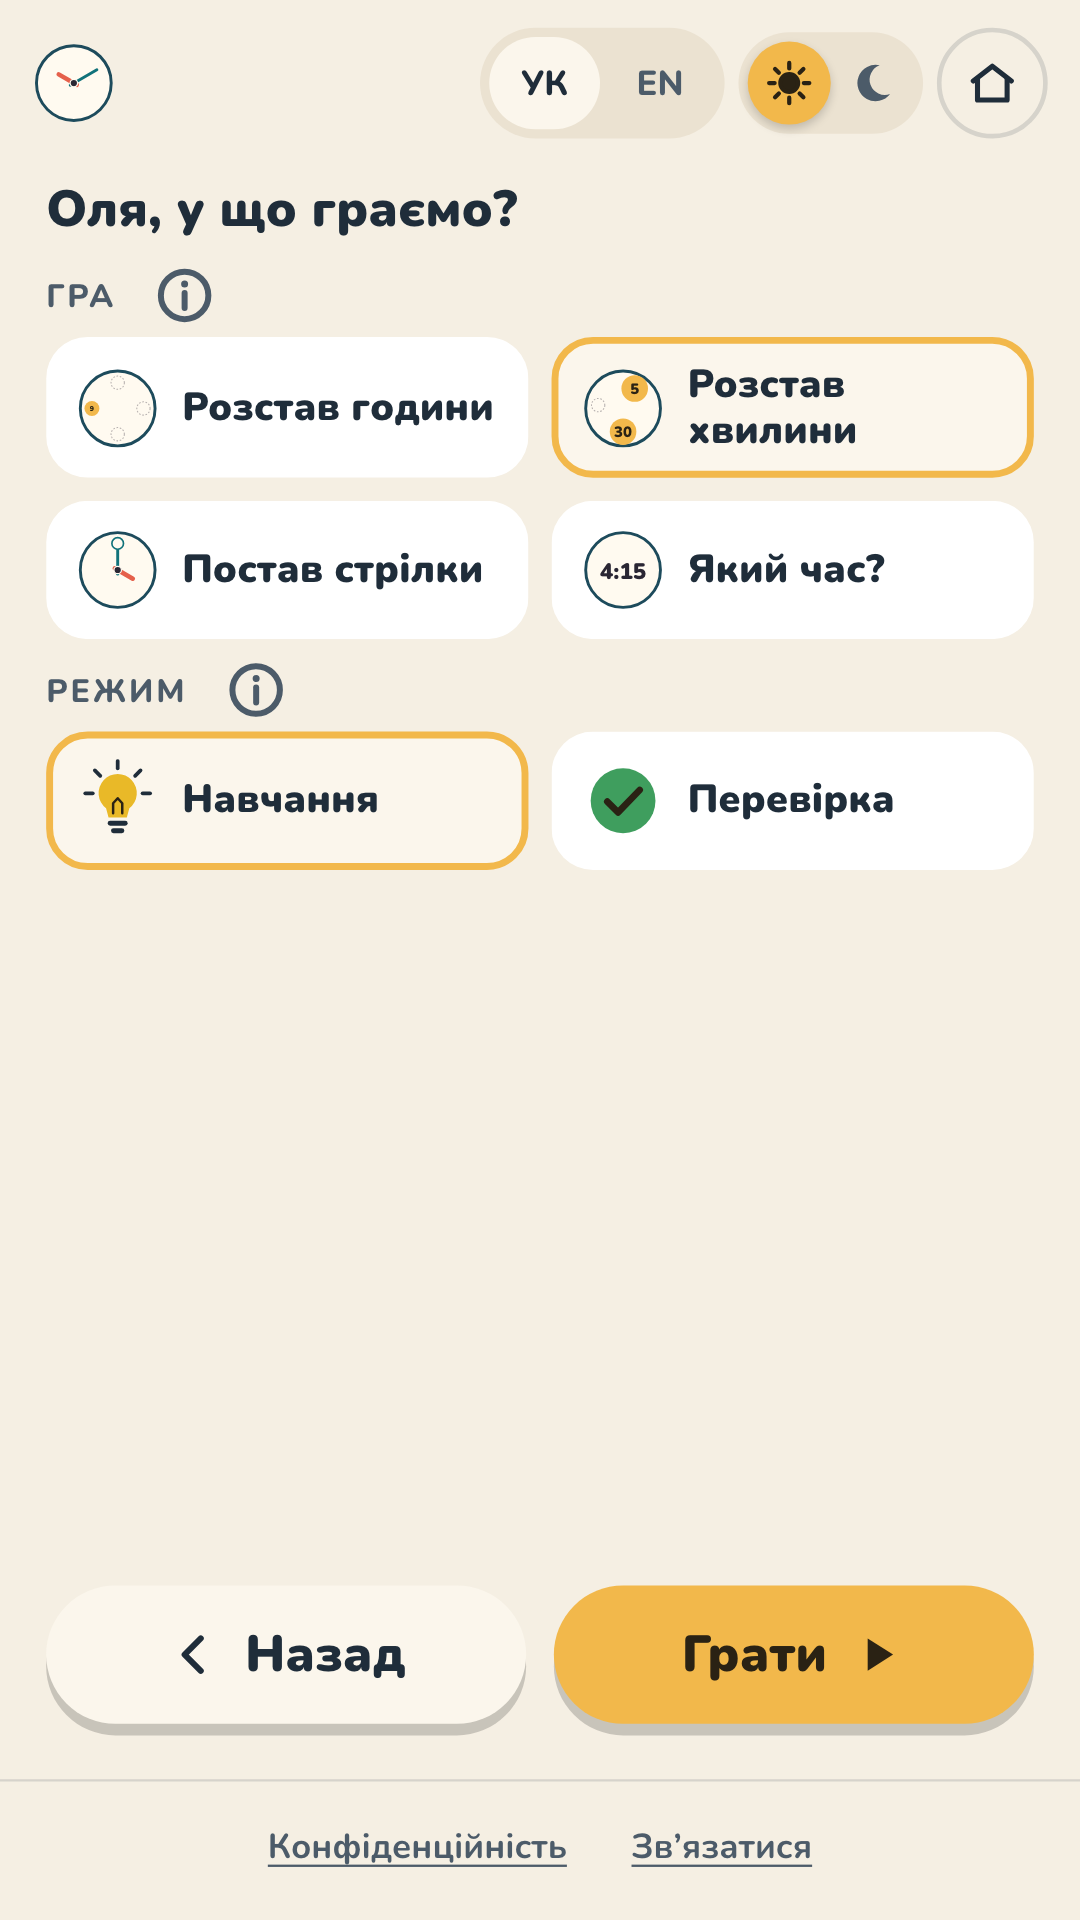 УК EN
Оля, у що граємо?
ГРА
9
Розстав години
5
30
Розстав
хвилини
Постав стрілки
4:15
Який час?
РЕЖИМ
Навчання
Перевірка
Назад
Грати
Конфіденційність
Зв’язатися